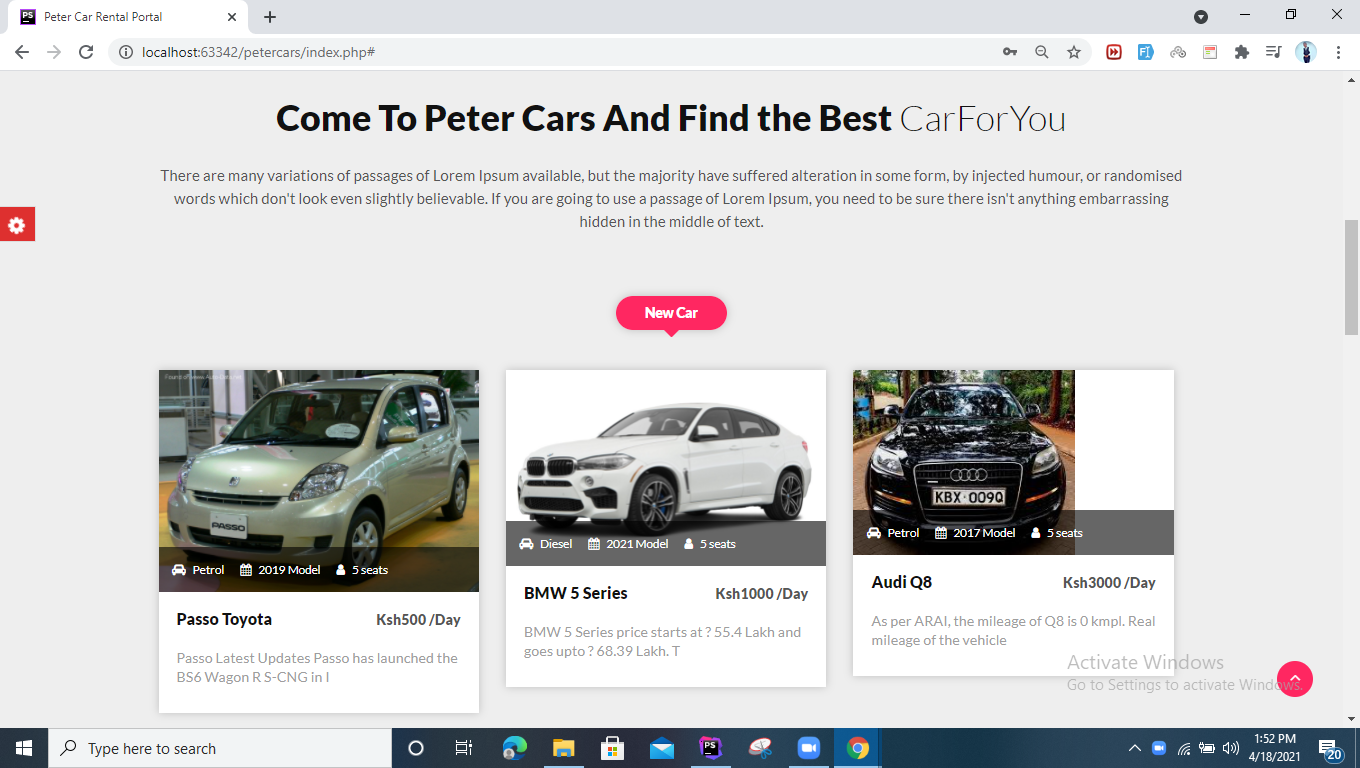 PS Peter Car Rental Portal
localhost:63342/petercars/index.php#
Come To Peter Cars And Find the Best CarForYou
There are many variations of passages of Lorem Ipsum available, but the majority have suffered alteration in some form, by injected humour, or randomised
words which don't look even slightly believable. If you are going to use a passage of Lorem Ipsum, you need to be sure there isn't anything embarrassing
hidden in the middle of text.
New Car
PASSO
Petrol 2019 Model 5 seats
Passo Toyota Ksh500 /Day
Passo Latest Updates Passo has launched the
BS6 Wagon R S-CNG in I
Diesel 2021 Model 5 seats
BMW 5 Series Ksh1000 /Day
BMW 5 Series price starts at ? 55.4 Lakh and
goes upto ? 68.39 Lakh. T
KBX 009Q
Petrol 2017 Model 5 seats
Audi Q8 Ksh3000 /Day
As per ARAI, the mileage of Q8 is 0 kmpl. Real
mileage of the vehicle
Activate Windows
Go to Settings to activate Windows.
Type here to search
PS
1:52 PM
4/18/2021
20